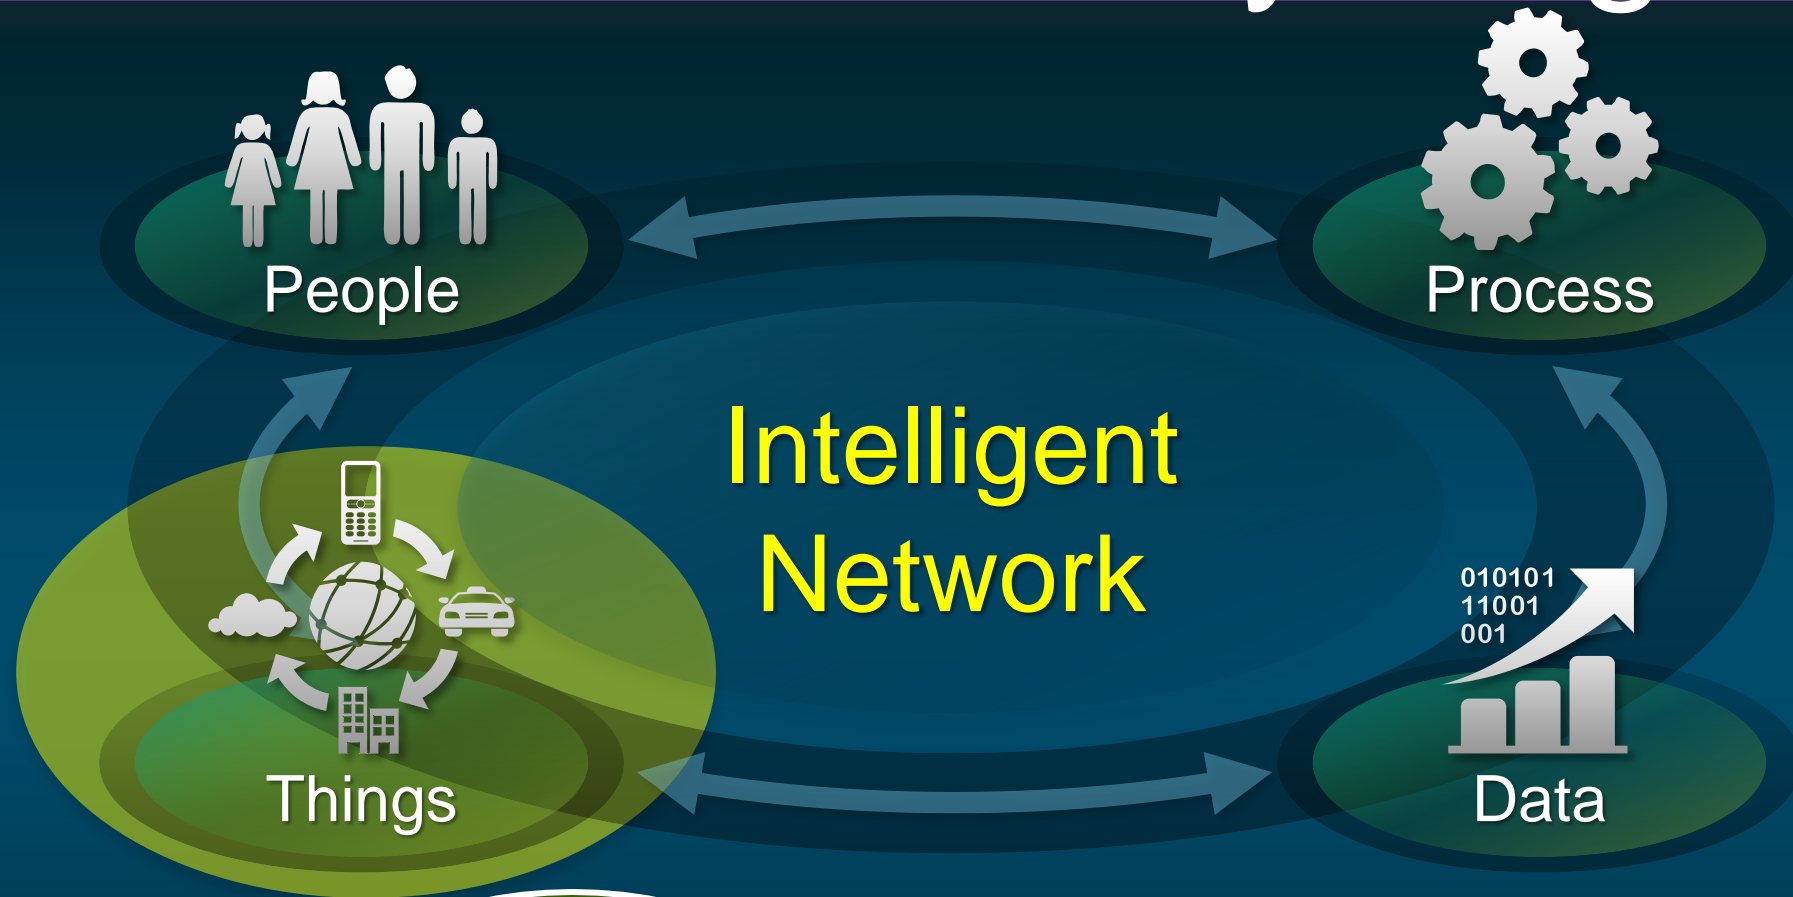 People
Process
Intelligent
Network
010101
11001
001
Things
Data